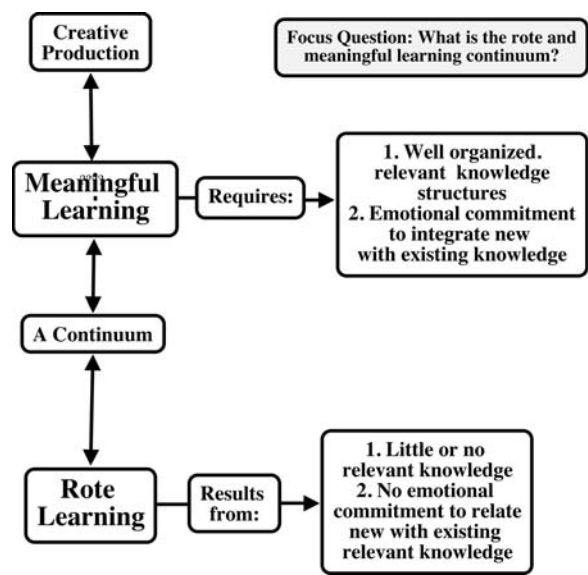 Creative
Production
Focus Question: What is the rote and
meaningful learning continuum?
Meaningful
Learning
Requires:
1. Well organized.
relevant knowledge
structures
2. Emotional commitment
to integrate new
with existing knowledge
A Continuum
Rote
Learning
Results
from:
1. Little or no
relevant knowledge
2. No emotional
commitment to relate
new with existing
relevant knowledge